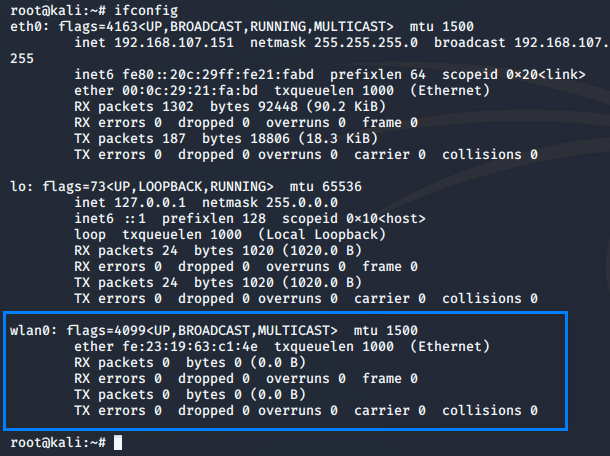 root@kali:~# ifconfig
eth0: flags=4163<UP,BROADCAST,RUNNING,MULTICAST>  mtu 1500
        inet 192.168.107.151  netmask 255.255.255.0  broadcast 192.168.107.
255
        inet6 fe80::20c:29ff:fe21:fabd  prefixlen 64  scopeid 0×20<link>
        ether 00:0c:29:21:fa:bd  txqueuelen 1000  (Ethernet)
        RX packets 1302  bytes 92448 (90.2 KiB)
        RX errors 0  dropped 0  overruns 0  frame 0
        TX packets 187  bytes 18806 (18.3 KiB)
        TX errors 0  dropped 0 overruns 0  carrier 0  collisions 0

lo: flags=73<UP,LOOPBACK,RUNNING>  mtu 65536
        inet 127.0.0.1  netmask 255.0.0.0
        inet6 ::1  prefixlen 128  scopeid 0×10<host>
        loop  txqueuelen 1000  (Local Loopback)
        RX packets 24  bytes 1020 (1020.0 B)
        RX errors 0  dropped 0  overruns 0  frame 0
        TX packets 24  bytes 1020 (1020.0 B)
        TX errors 0  dropped 0 overruns 0  carrier 0  collisions 0

wlan0: flags=4099<UP,BROADCAST,MULTICAST>  mtu 1500
        ether fe:23:19:63:c1:4e  txqueuelen 1000  (Ethernet)
        RX packets 0  bytes 0 (0.0 B)
        RX errors 0  dropped 0  overruns 0  frame 0
        TX packets 0  bytes 0 (0.0 B)
        TX errors 0  dropped 0 overruns 0  carrier 0  collisions 0

root@kali:~#